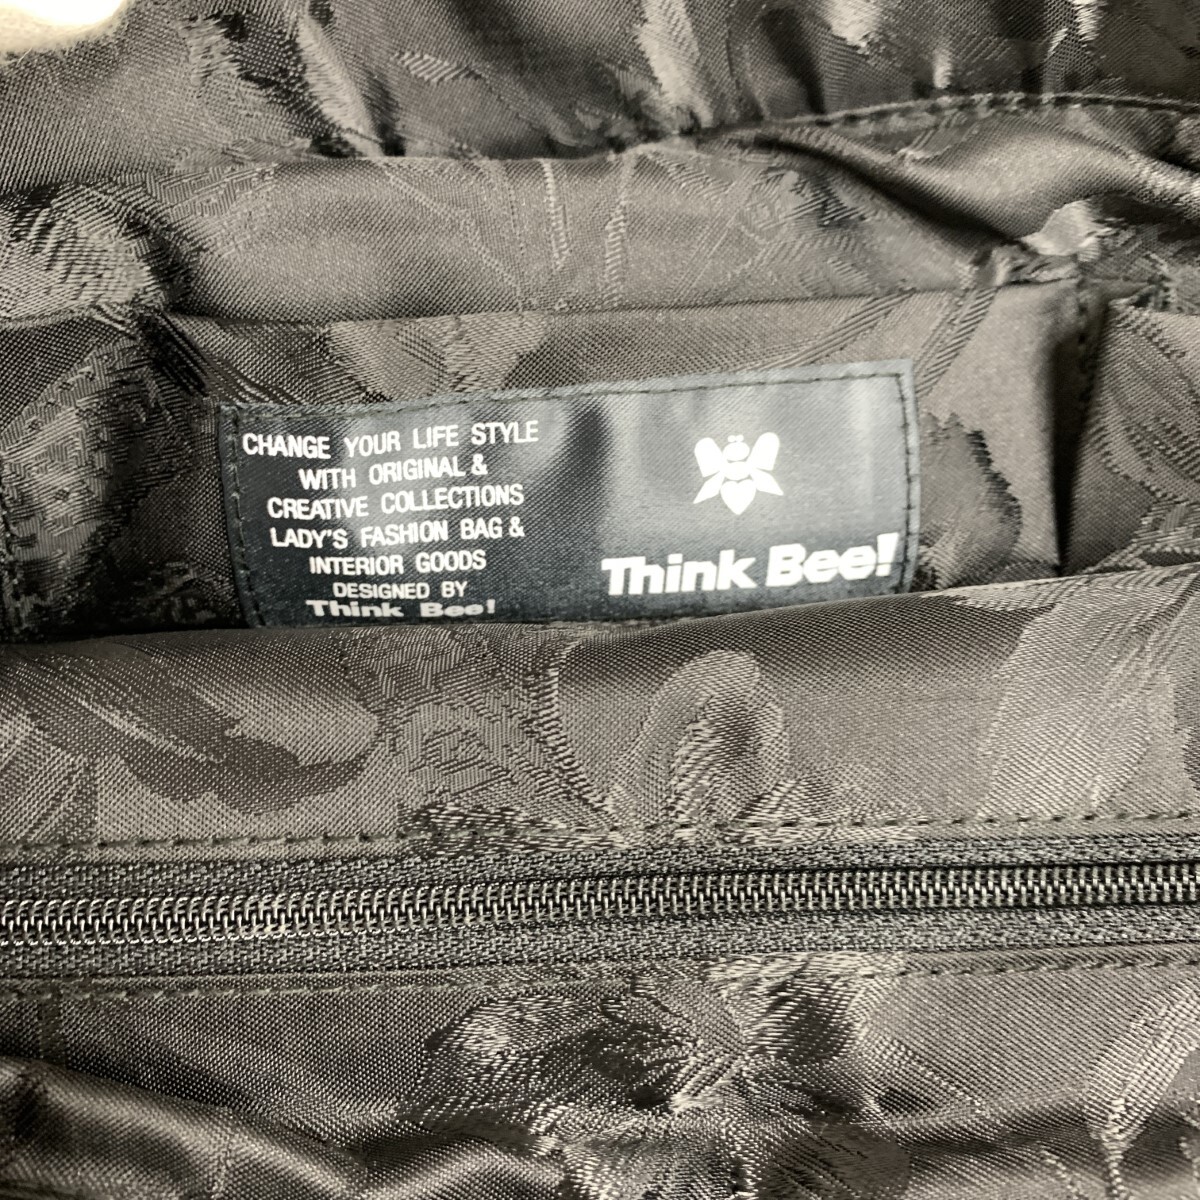 CHANGE YOUR LIFE STYLE
WITH ORIGINAL &
CREATIVE COLLECTIONS
LADY'S FASHION BAG &
INTERIOR GOODS
DESIGNED BY
Think Bee!
Think Bee!